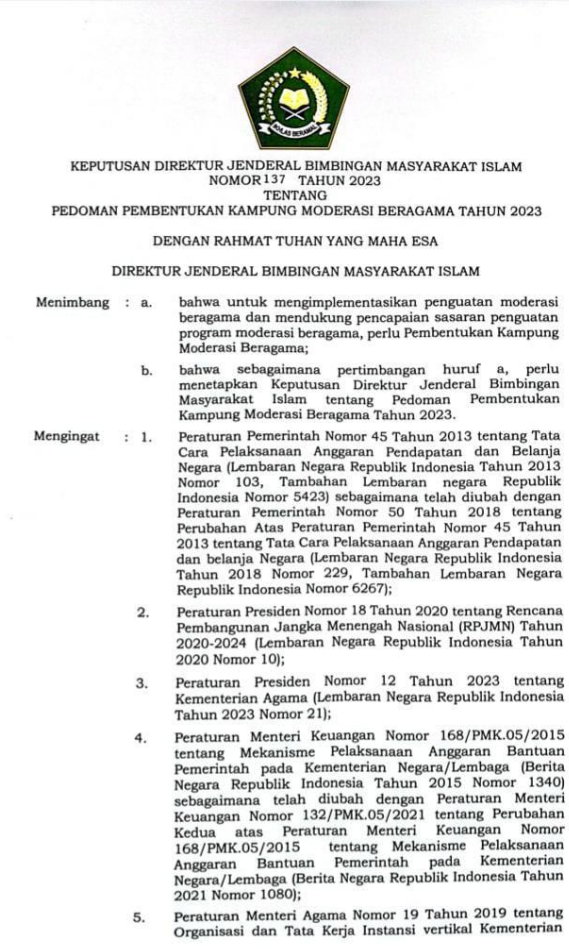 IKHLAS BERAMAL
KEPUTUSAN DIREKTUR JENDERAL BIMBINGAN MASYARAKAT ISLAM
NOMOR 137 TAHUN 2023
TENTANG
PEDOMAN PEMBENTUKAN KAMPUNG MODERASI BERAGAMA TAHUN 2023
DENGAN RAHMAT TUHAN YANG MAHA ESA
DIREKTUR JENDERAL BIMBINGAN MASYARAKAT ISLAM
Menimbang : a. bahwa untuk mengimplementasikan penguatan moderasi
beragama dan mendukung pencapaian sasaran penguatan
program moderasi beragama, perlu Pembentukan Kampung
Moderasi Beragama;
b. bahwa sebagaimana pertimbangan huruf a, perlu
menetapkan Keputusan Direktur Jenderal Bimbingan
Masyarakat Islam tentang Pedoman Pembentukan
Kampung Moderasi Beragama Tahun 2023.
Mengingat : 1. Peraturan Pemerintah Nomor 45 Tahun 2013 tentang Tata
Cara Pelaksanaan Anggaran Pendapatan dan Belanja
Negara (Lembaran Negara Republik Indonesia Tahun 2013
Nomor 103, Tambahan Lembaran negara Republik
Indonesia Nomor 5423) sebagaimana telah diubah dengan
Peraturan Pemerintah Nomor 50 Tahun 2018 tentang
Perubahan Atas Peraturan Pemerintah Nomor 45 Tahun
2013 tentang Tata Cara Pelaksanaan Anggaran Pendapatan
dan belanja Negara (Lembaran Negara Republik Indonesia
Tahun 2018 Nomor 229, Tambahan Lembaran Negara
Republik Indonesia Nomor 6267);
2. Peraturan Presiden Nomor 18 Tahun 2020 tentang Rencana
Pembangunan Jangka Menengah Nasional (RPJMN) Tahun
2020-2024 (Lembaran Negara Republik Indonesia Tahun
2020 Nomor 10);
3. Peraturan Presiden Nomor 12 Tahun 2023 tentang
Kementerian Agama (Lembaran Negara Republik Indonesia
Tahun 2023 Nomor 21);
4. Peraturan Menteri Keuangan Nomor 168/PMK.05/2015
tentang Mekanisme Pelaksanaan Anggaran Bantuan
Pemerintah pada Kementerian Negara/Lembaga (Berita
Negara Republik Indonesia Tahun 2015 Nomor 1340)
sebagaimana telah diubah dengan Peraturan Menteri
Keuangan Nomor 132/PMK.05/2021 tentang Perubahan
Kedua atas Peraturan Menteri Keuangan Nomor
168/PMK.05/2015 tentang Mekanisme Pelaksanaan
Anggaran Bantuan Pemerintah pada Kementerian
Negara/Lembaga (Berita Negara Republik Indonesia Tahun
2021 Nomor 1080);
5. Peraturan Menteri Agama Nomor 19 Tahun 2019 tentang
Organisasi dan Tata Kerja Instansi vertikal Kementerian